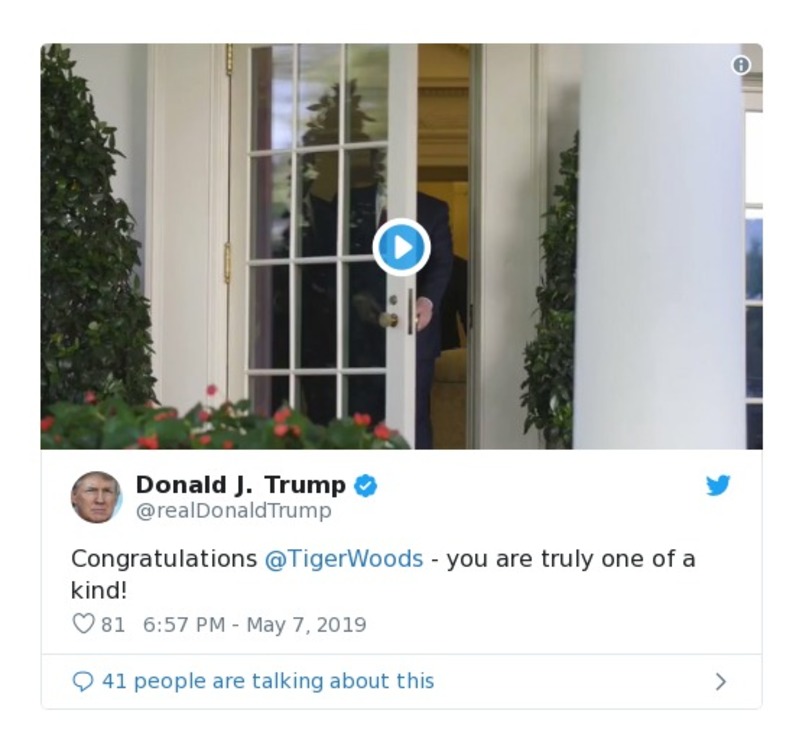 Donald J. Trump
@realDonaldTrump
Congratulations @TigerWoods - you are truly one of a
kind!
81 6:57 PM - May 7, 2019
41 people are talking about this